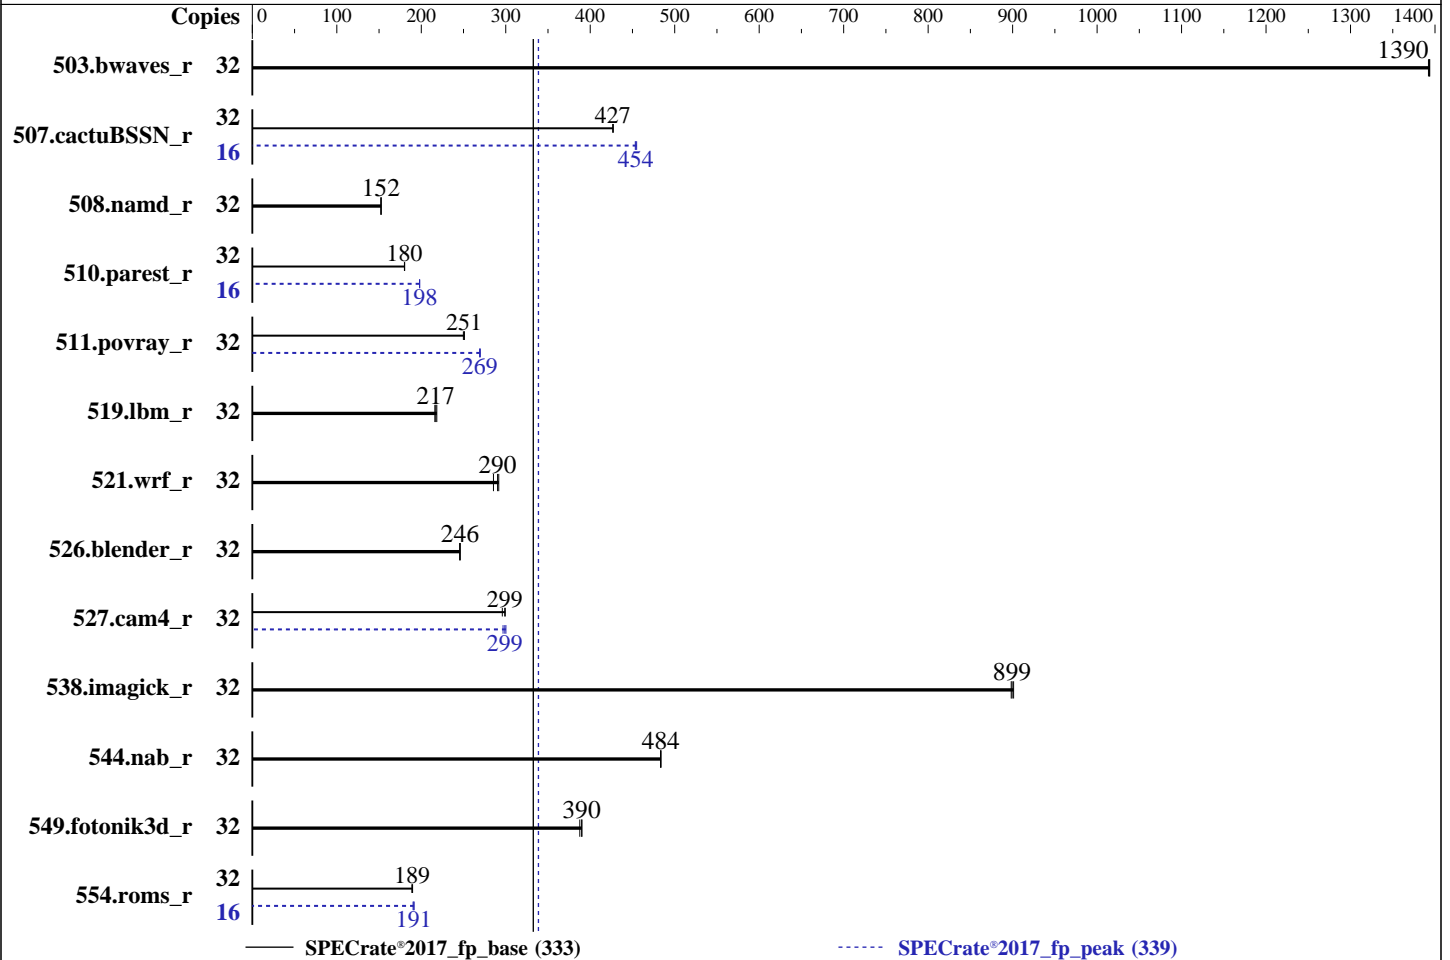 Copies 0 100 200 300 400 500 600 700 800 900 1000 1100 1200 1300 1400
503.bwaves_r 32 1390
507.cactuBSSN_r 32 427
16 454
508.namd_r 32 152
510.parest_r 32 180
16 198
511.povray_r 32 251
269
519.lbm_r 32 217
521.wrf_r 32 290
526.blender_r 32 246
527.cam4_r 32 299
299
538.imagick_r 32 899
544.nab_r 32 484
549.fotonik3d_r 32 390
554.roms_r 32 189
16 191
SPECrate®2017_fp_base (333) SPECrate®2017_fp_peak (339)